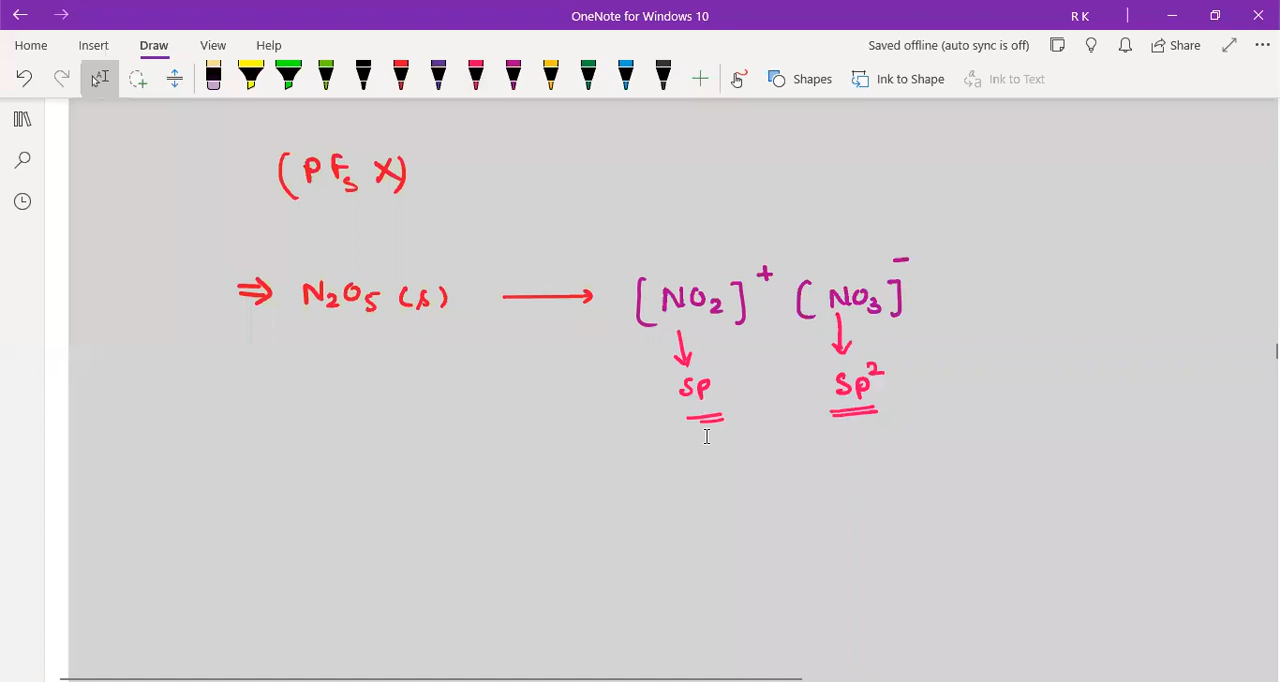 OneNote for Windows 10
R K
Home Insert Draw View Help
Saved offline (auto sync is off)
Share
Shapes
Ink to Shape
Ink to Text
(PF₅ X)
⇒ N₂O₅ (s) ⟶ [NO₂]⁺ [NO₃]⁻
↓ ↓
sp sp²